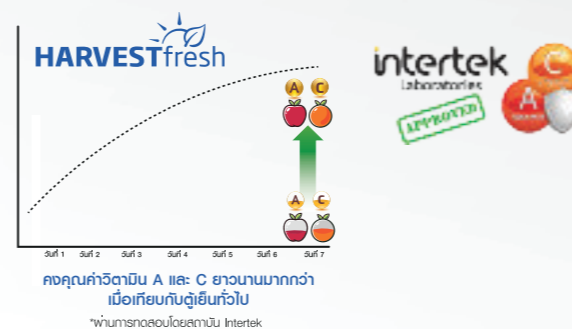 HARVESTfresh
A C
A C
วันที่ 1 วันที่ 2 วันที่ 3 วันที่ 4 วันที่ 5 วันที่ 6 วันที่ 7
คงคุณค่าวิตามิน A และ C ยาวนานมากกว่า
เมื่อเทียบกับตู้เย็นทั่วไป
*ผ่านการทดสอบโดยสถาบัน Intertek
intertek
Laboratories
APPROVED
C
A